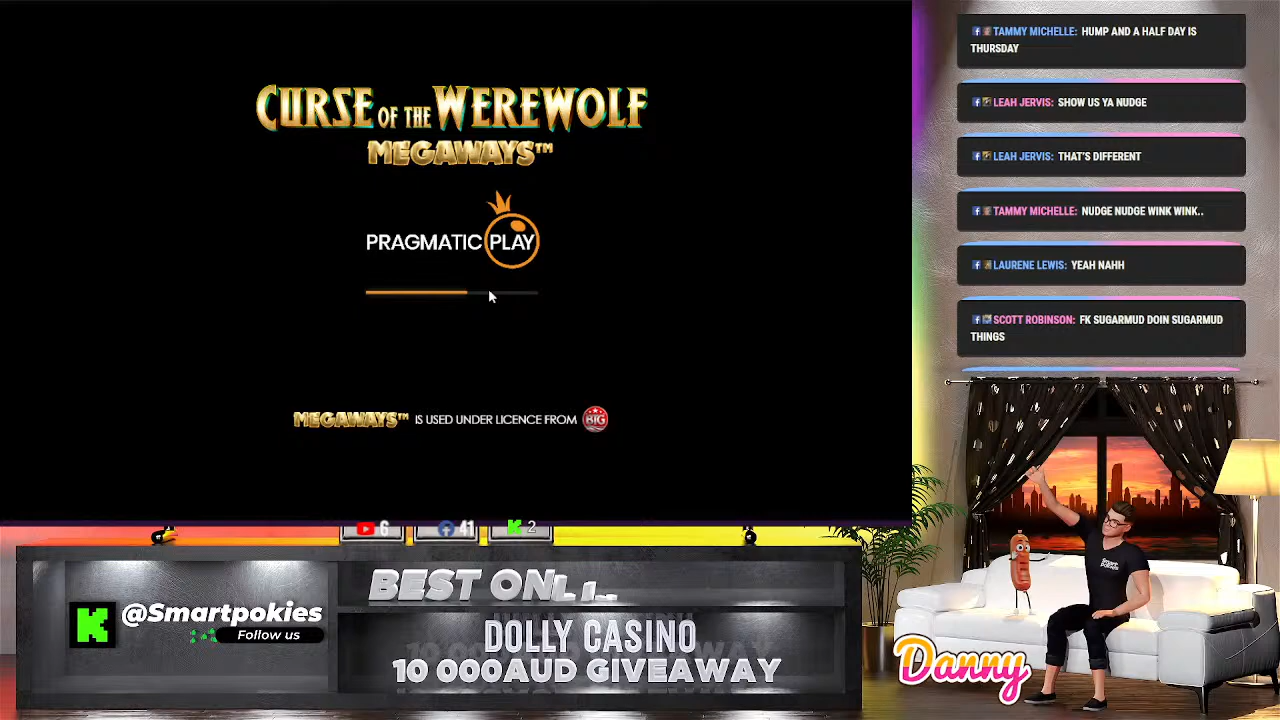 CURSE OF THE WEREWOLF
MEGAWAYS™
PRAGMATIC PLAY
MEGAWAYS™ IS USED UNDER LICENCE FROM BIG
TAMMY MICHELLE: HUMP AND A HALF DAY IS
THURSDAY
LEAH JERVIS: SHOW US YA NUDGE
LEAH JERVIS: THAT'S DIFFERENT
TAMMY MICHELLE: NUDGE NUDGE WINK WINK..
LAURENE LEWIS: YEAH NAHH
SCOTT ROBINSON: FK SUGARMUD DOIN SUGARMUD
THINGS
6
41
2
@Smartpokies
Follow us
BEST ON
DOLLY CASINO
10 000AUD GIVEAWAY
Danny